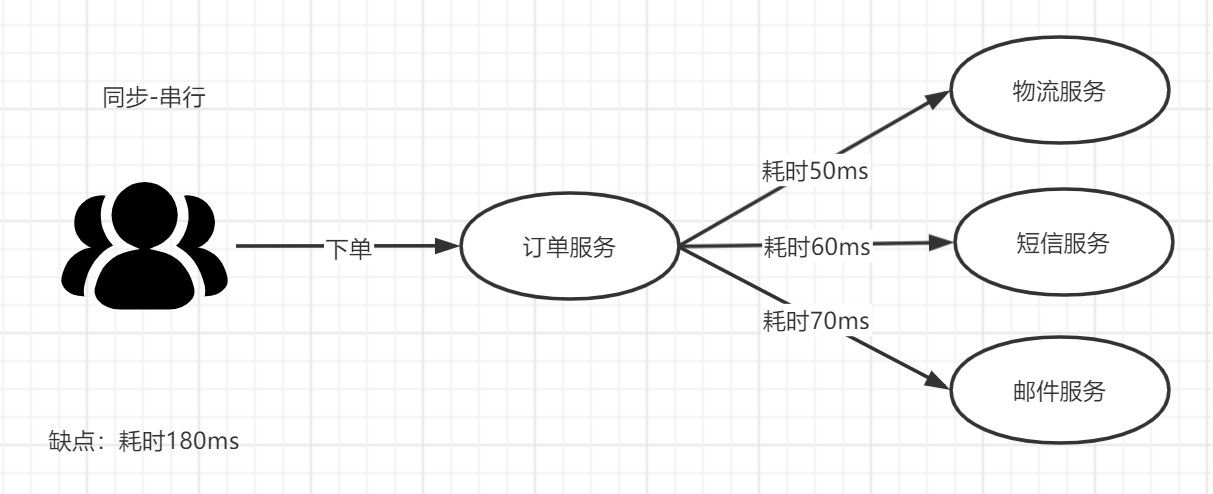 同步-串行
下单
订单服务
耗时50ms
耗时60ms
耗时70ms
物流服务
短信服务
邮件服务
缺点：耗时180ms